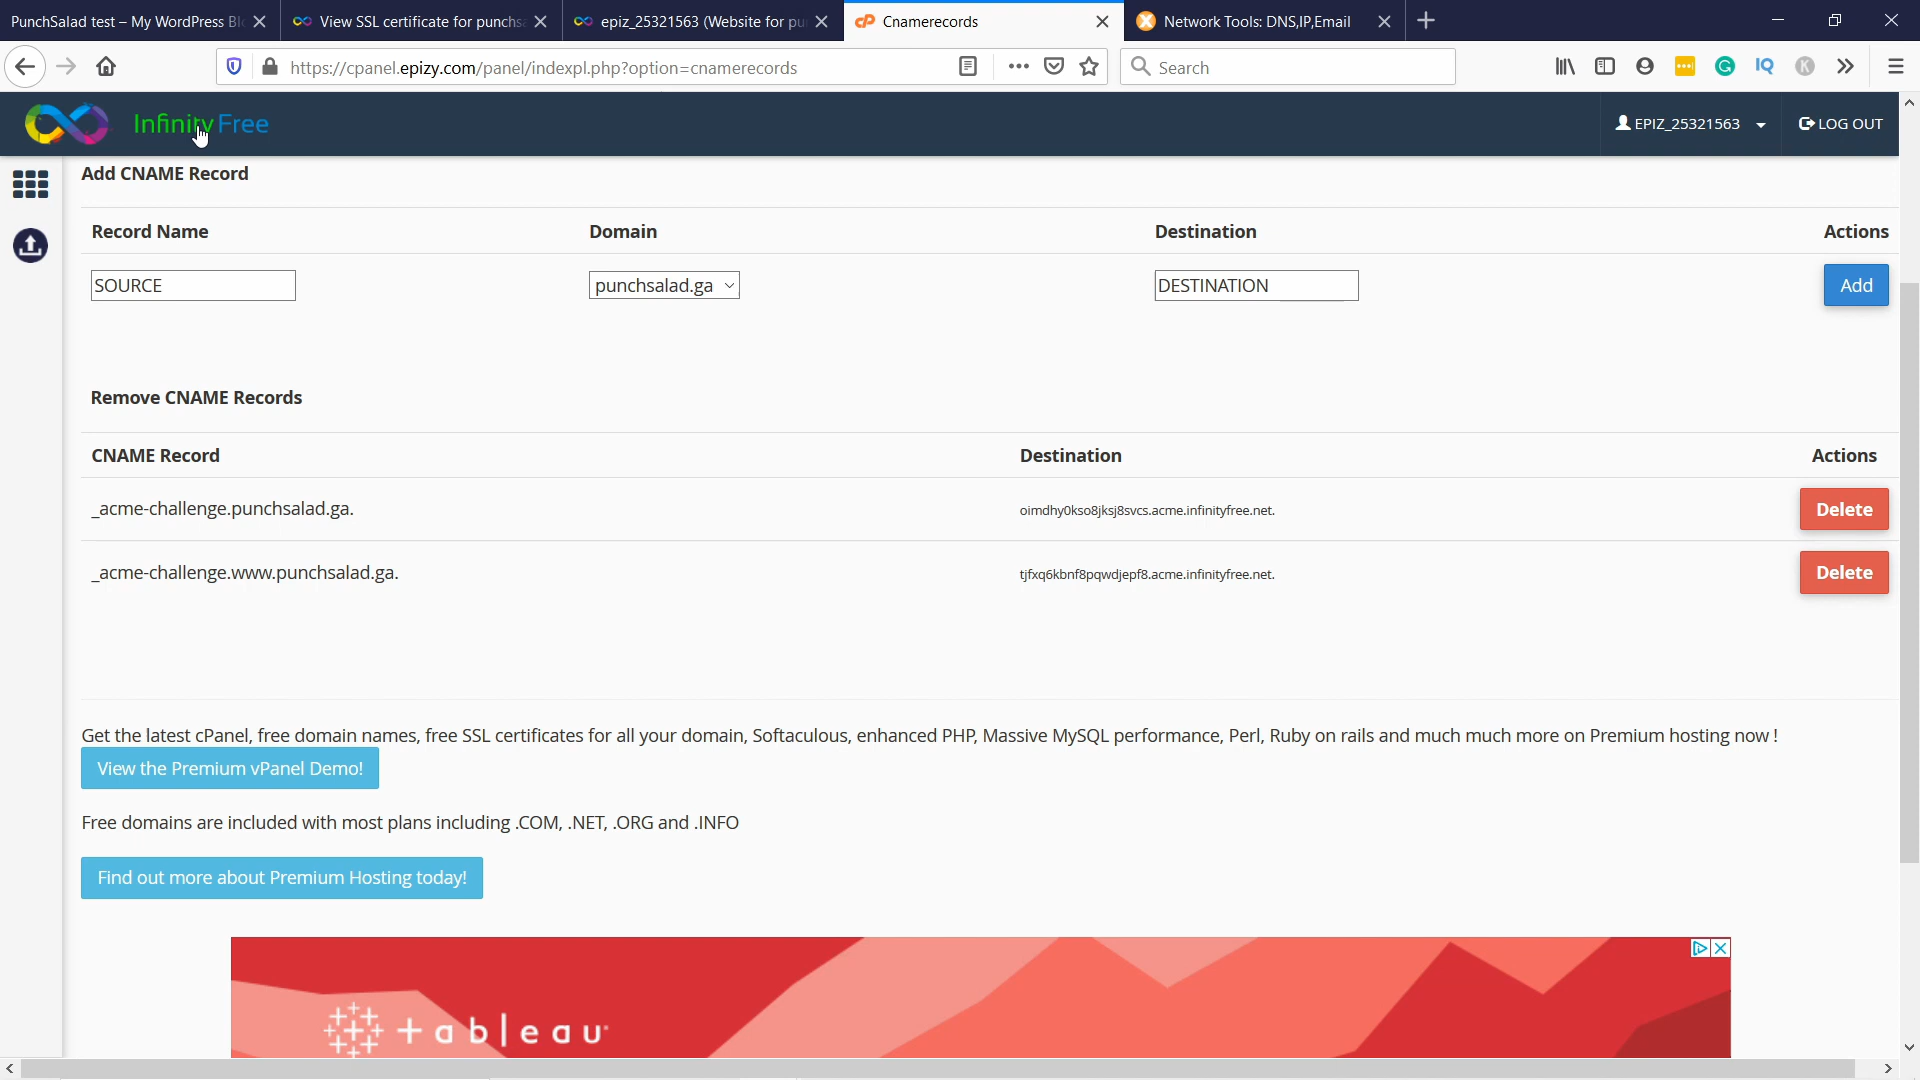 PunchSalad test – My WordPress Bl
View SSL certificate for punchs
epiz_25321563 (Website for pu
cP Cnamerecords
Network Tools: DNS,IP,Email
https://cpanel.epizy.com/panel/indexpl.php?option=cnamerecords
Search
IQ
K
InfinityFree
EPIZ_25321563
LOG OUT
Add CNAME Record
Record Name Domain Destination Actions
SOURCE punchsalad.ga DESTINATION Add
Remove CNAME Records
CNAME Record Destination Actions
_acme-challenge.punchsalad.ga. oimdhy0kso8jksj8svcs.acme.infinityfree.net. Delete
_acme-challenge.www.punchsalad.ga. tjfxq6kbnf8pqwdjepf8.acme.infinityfree.net. Delete
Get the latest cPanel, free domain names, free SSL certificates for all your domain, Softaculous, enhanced PHP, Massive MySQL performance, Perl, Ruby on rails and much much more on Premium hosting now !
View the Premium vPanel Demo!
Free domains are included with most plans including .COM, .NET, .ORG and .INFO
Find out more about Premium Hosting today!
+ableau